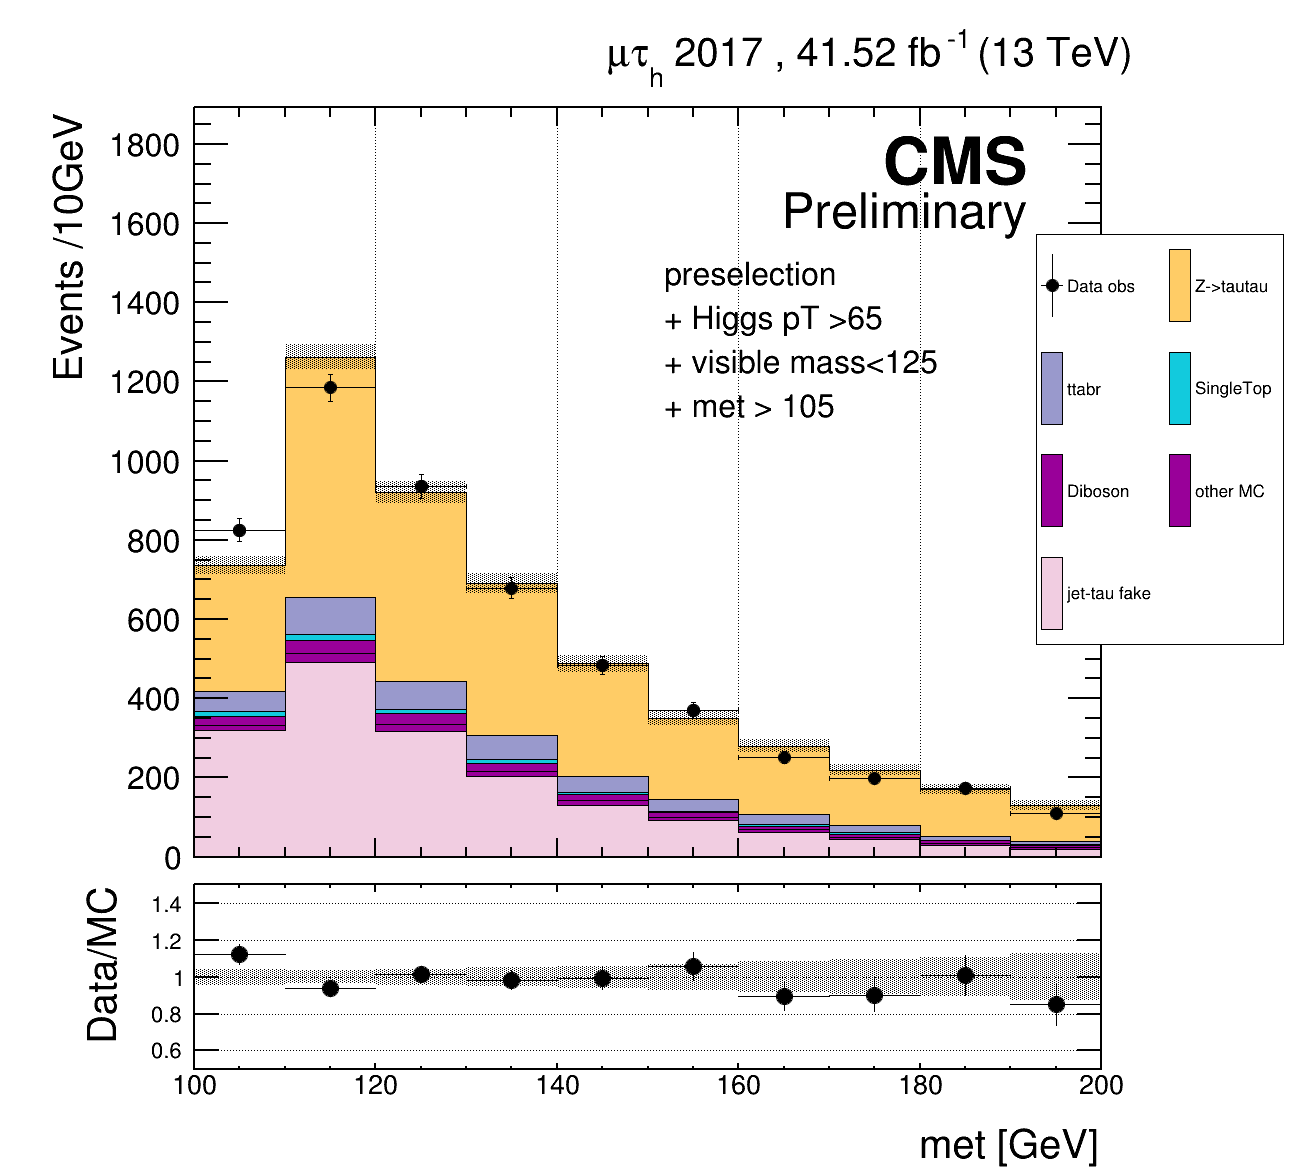 μτh 2017 , 41.52 fb-1 (13 TeV)
Events /10GeV
1800
1600
1400
1200
1000
800
600
400
200
0
CMS
Preliminary
preselection
+ Higgs pT >65
+ visible mass<125
+ met > 105
Data obs
Z->tautau
ttabr
SingleTop
Diboson
other MC
jet-tau fake
Data/MC
1.4
1.2
1
0.8
0.6
100 120 140 160 180 200
met [GeV]